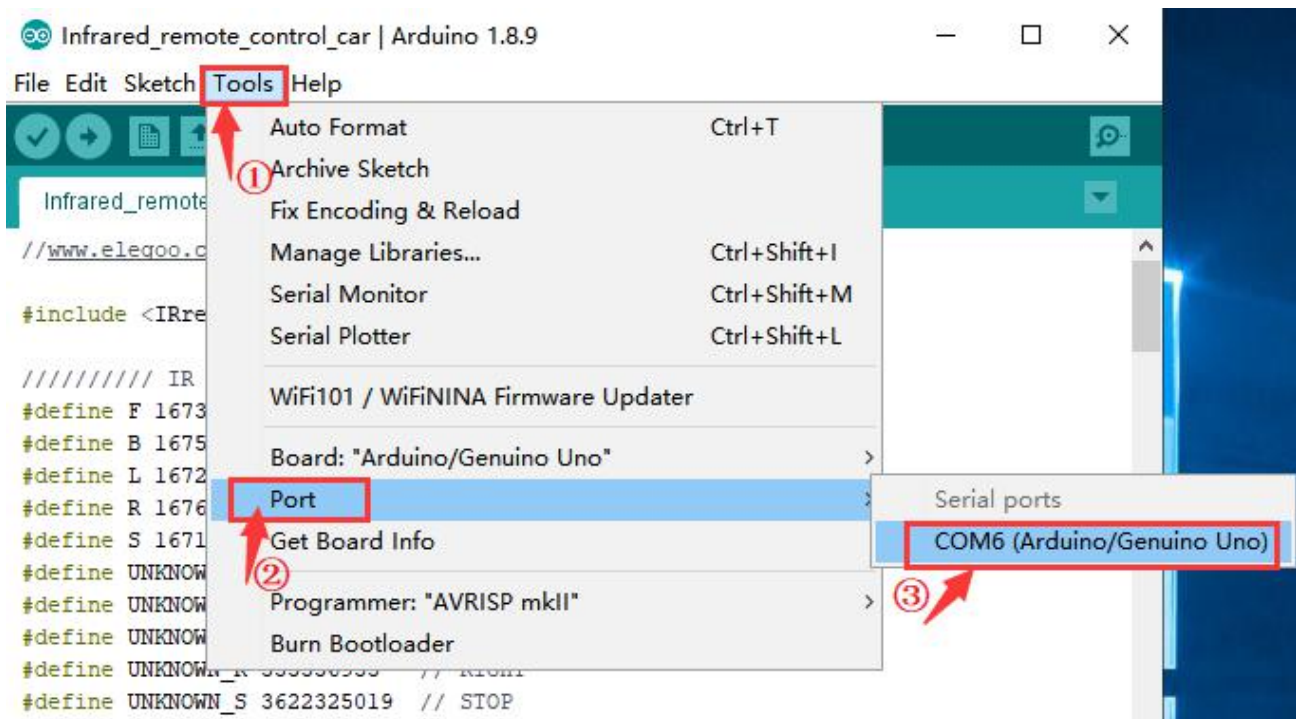 Infrared_remote_control_car | Arduino 1.8.9
File Edit Sketch Tools Help
①
Auto Format Ctrl+T
Archive Sketch
Fix Encoding & Reload
Manage Libraries... Ctrl+Shift+I
Serial Monitor Ctrl+Shift+M
Serial Plotter Ctrl+Shift+L
WiFi101 / WiFiNINA Firmware Updater
Board: "Arduino/Genuino Uno"
Port
②
Get Board Info
Programmer: "AVRISP mkII"
Burn Bootloader
Serial ports
COM6 (Arduino/Genuino Uno)
③
Infrared_remote
//www.elegoo.c
#include <IRre
////////// IR
#define F 1673
#define B 1675
#define L 1672
#define R 1676
#define S 1671
#define UNKNOW
#define UNKNOW
#define UNKNOW
#define // RIGHT
#define UNKNOWN_S 3622325019 // STOP